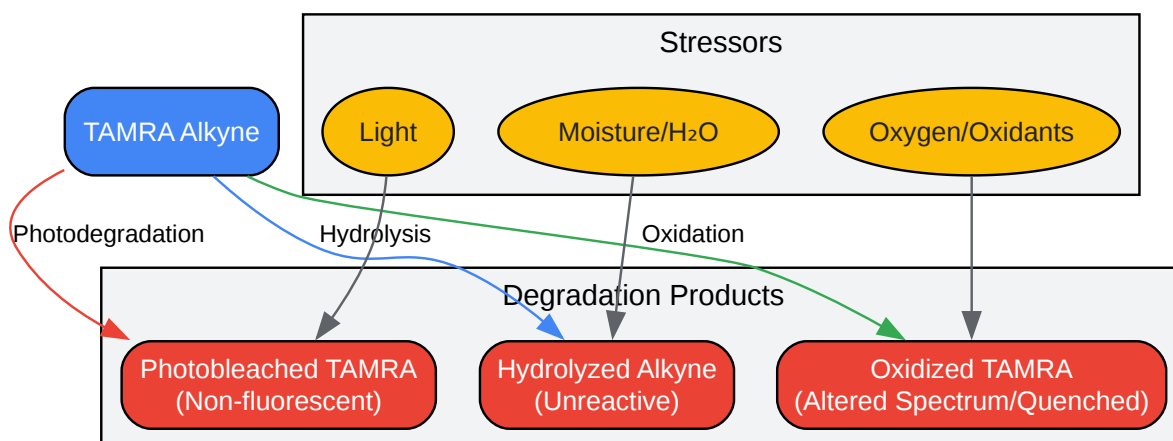 Stressors
TAMRA Alkyne
Light
Moisture/H₂O
Oxygen/Oxidants
Photodegradation
Hydrolysis
Oxidation
Degradation Products
Photobleached TAMRA
(Non-fluorescent)
Hydrolyzed Alkyne
(Unreactive)
Oxidized TAMRA
(Altered Spectrum/Quenched)